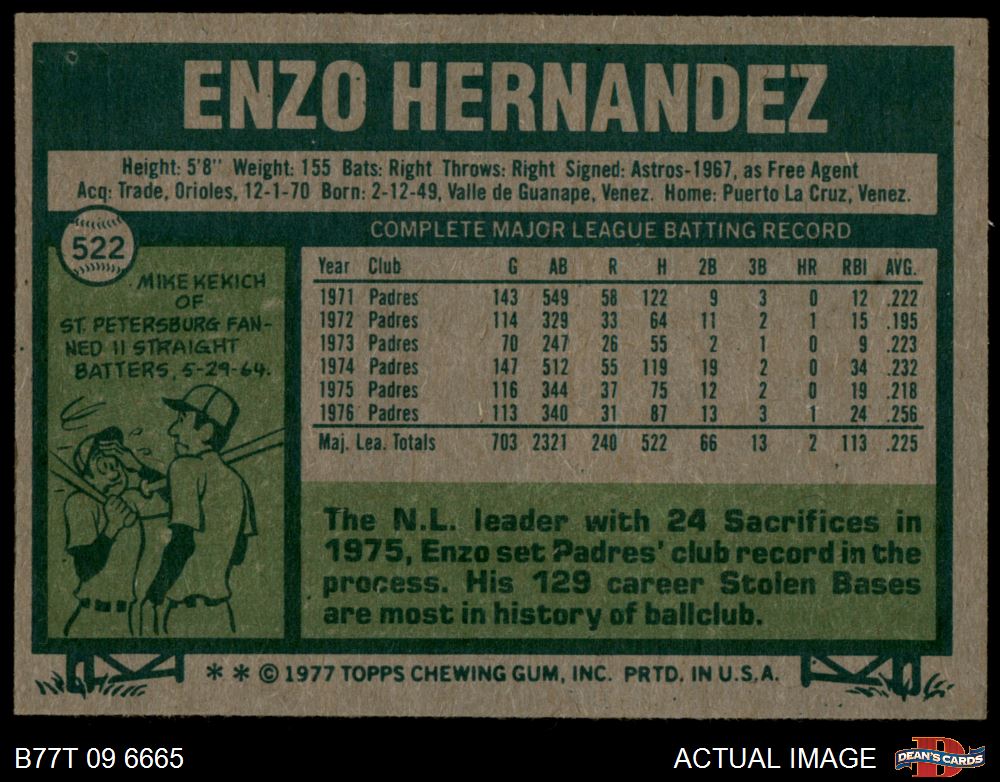 ENZO HERNANDEZ
Height: 5'8" Weight: 155 Bats: Right Throws: Right Signed: Astros-1967, as Free Agent
Acq: Trade, Orioles, 12-1-70 Born: 2-12-49, Valle de Guanape, Venez. Home: Puerto La Cruz, Venez.
522
MIKE KEKICH
OF
ST. PETERSBURG FAN-
NED 11 STRAIGHT
BATTERS, 5-29-64.
COMPLETE MAJOR LEAGUE BATTING RECORD
Year Club G AB R H 2B 3B HR RBI AVG.
1971 Padres 143 549 58 122 9 3 0 12 .222
1972 Padres 114 329 33 64 11 2 1 15 .195
1973 Padres 70 247 26 55 2 1 0 9 .223
1974 Padres 147 512 55 119 19 2 0 34 .232
1975 Padres 116 344 37 75 12 2 0 19 .218
1976 Padres 113 340 31 87 13 3 1 24 .256
Maj. Lea. Totals 703 2321 240 522 66 13 2 113 .225
The N.L. leader with 24 Sacrifices in
1975, Enzo set Padres' club record in the
process. His 129 career Stolen Bases
are most in history of ballclub.
* * © 1977 TOPPS CHEWING GUM, INC. PRTD. IN U.S.A.
B77T 09 6665
ACTUAL IMAGE
D
DEAN'S CARDS